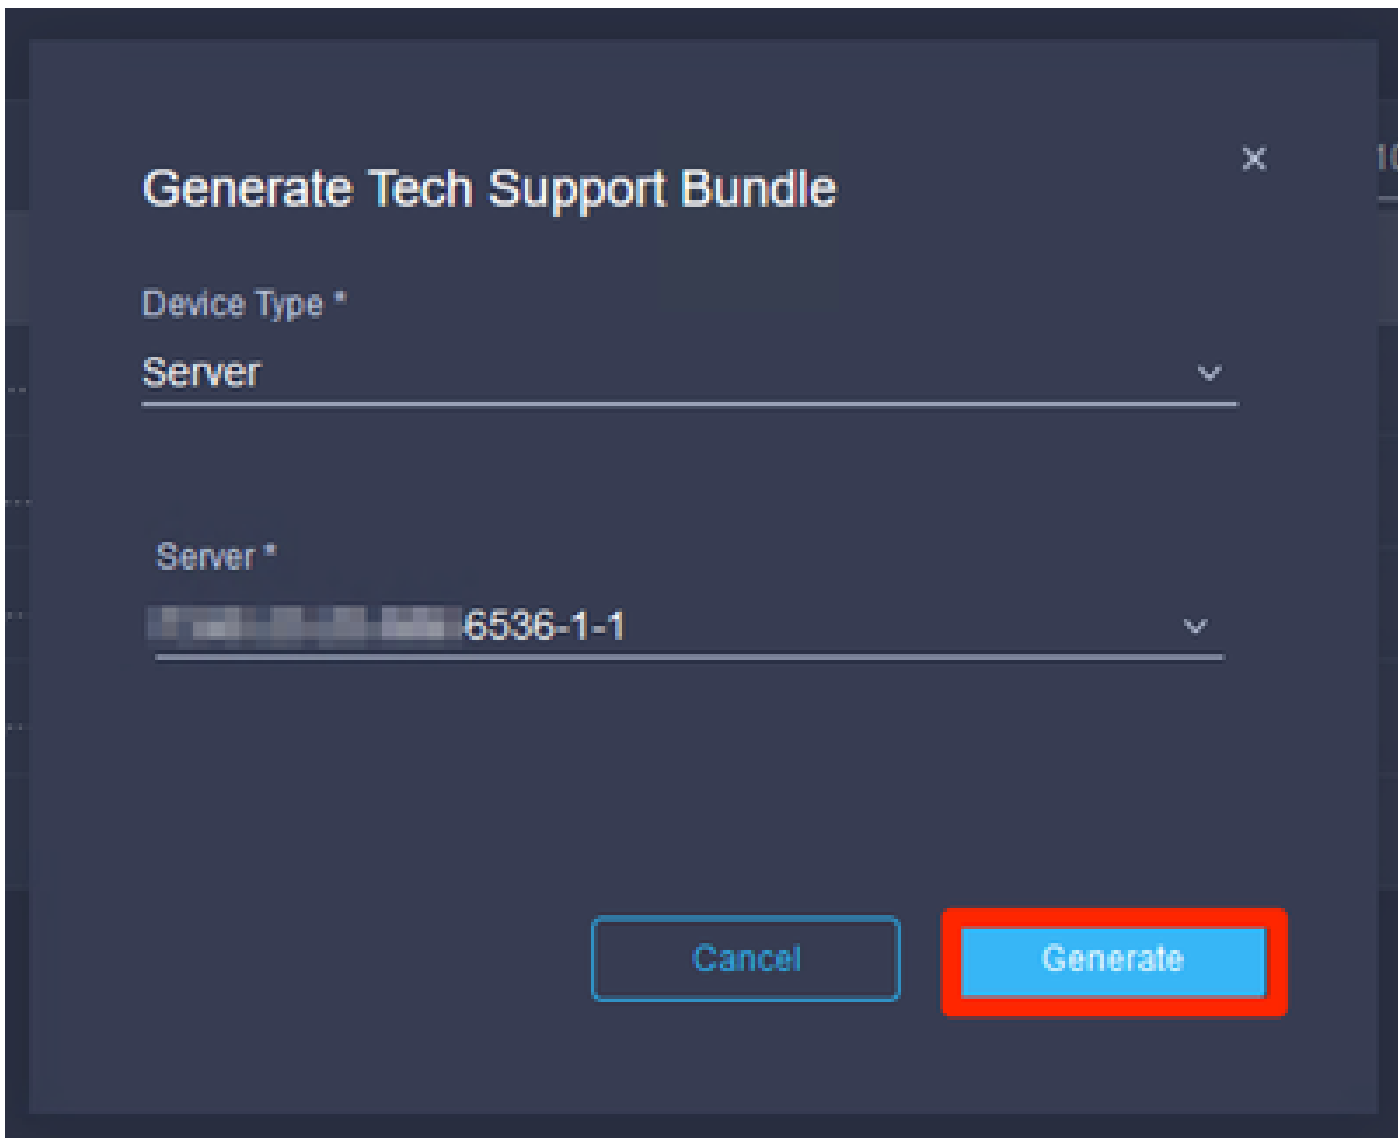 Generate Tech Support Bundle
Device Type *
Server
Server *
-6536-1-1
Cancel
Generate